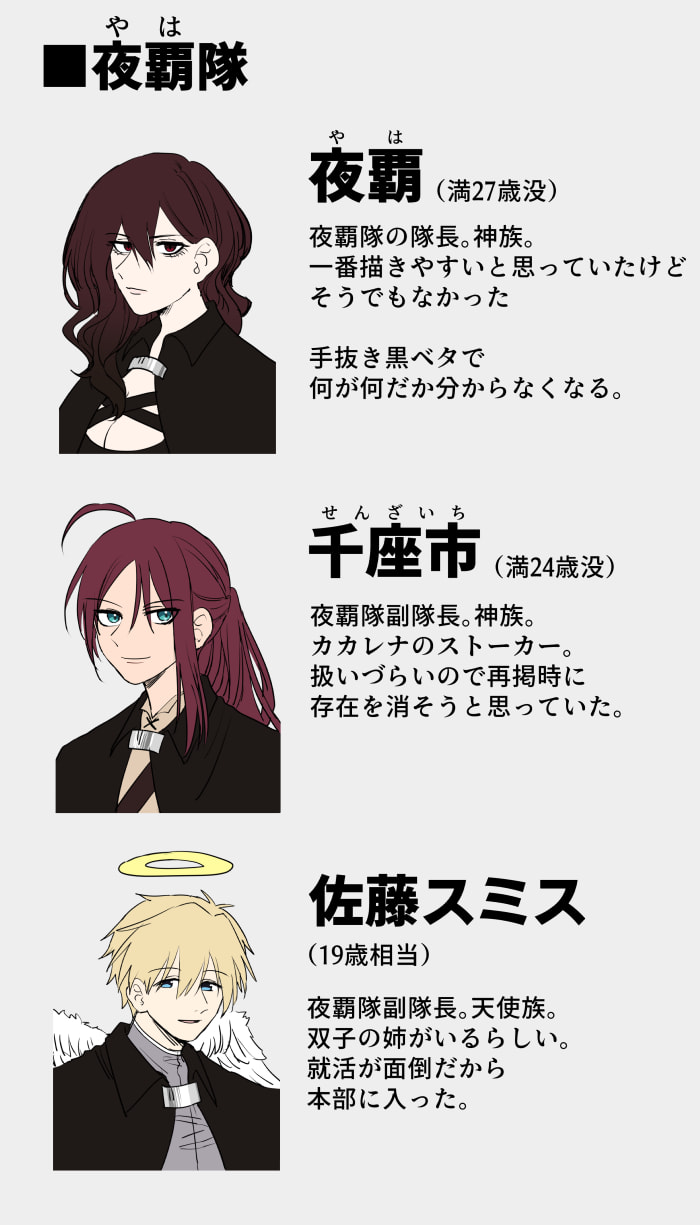 やは
■夜覇隊
やは
夜覇（満27歳没）
夜覇隊の隊長。神族。
一番描きやすいと思っていたけど
そうでもなかった
手抜き黒ベタで
何が何だか分からなくなる。
せんざいち
千座市（満24歳没）
夜覇隊副隊長。神族。
カカレナのストーカー。
扱いづらいので再掲時に
存在を消そうと思っていた。
佐藤スミス
（19歳相当）
夜覇隊副隊長。天使族。
双子の姉がいるらしい。
就活が面倒だから
本部に入った。